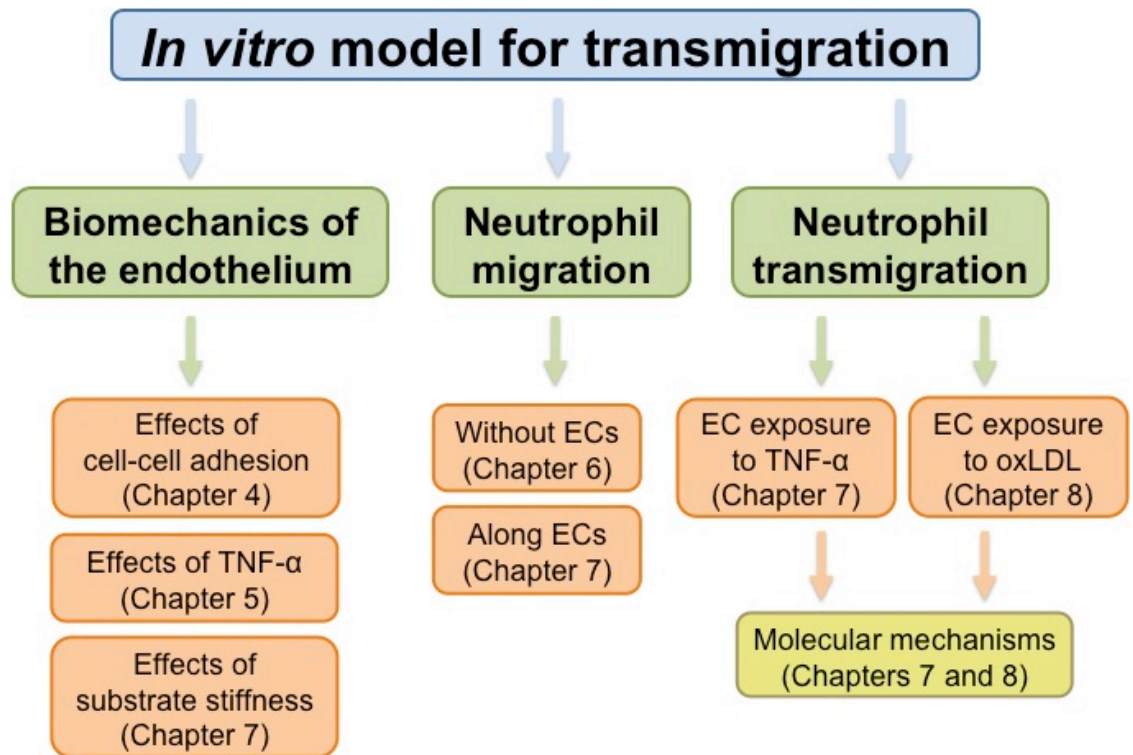 In vitro model for transmigration
Biomechanics of
the endothelium
Neutrophil
migration
Neutrophil
transmigration
Effects of
cell-cell adhesion
(Chapter 4)
Effects of TNF-α
(Chapter 5)
Effects of
substrate stiffness
(Chapter 7)
Without ECs
(Chapter 6)
Along ECs
(Chapter 7)
EC exposure
to TNF-α
(Chapter 7)
EC exposure
to oxLDL
(Chapter 8)
Molecular mechanisms
(Chapters 7 and 8)